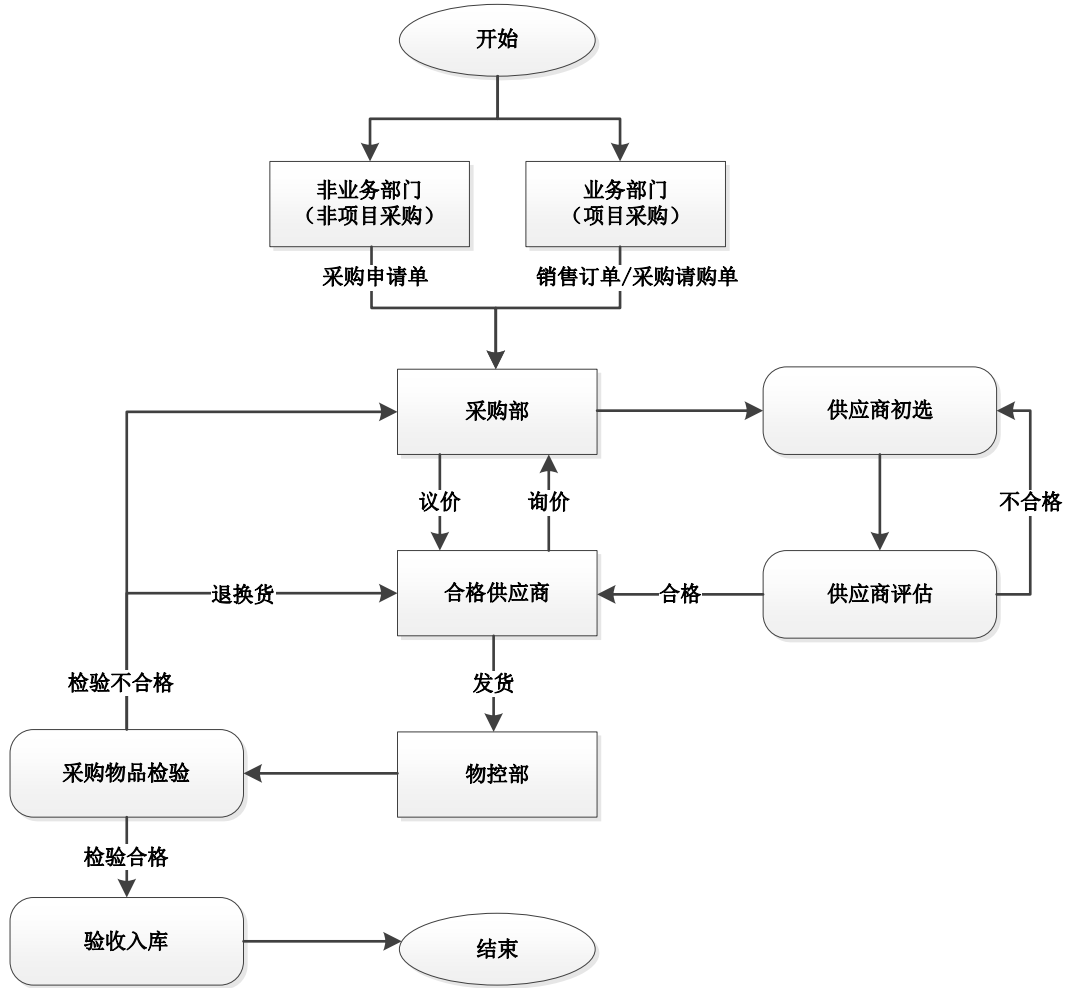 开始
非业务部门
（非项目采购）
业务部门
（项目采购）
采购申请单
销售订单/采购请购单
采购部
供应商初选
议价
询价
不合格
退换货
合格供应商
合格
供应商评估
检验不合格
发货
采购物品检验
物控部
检验合格
验收入库
结束